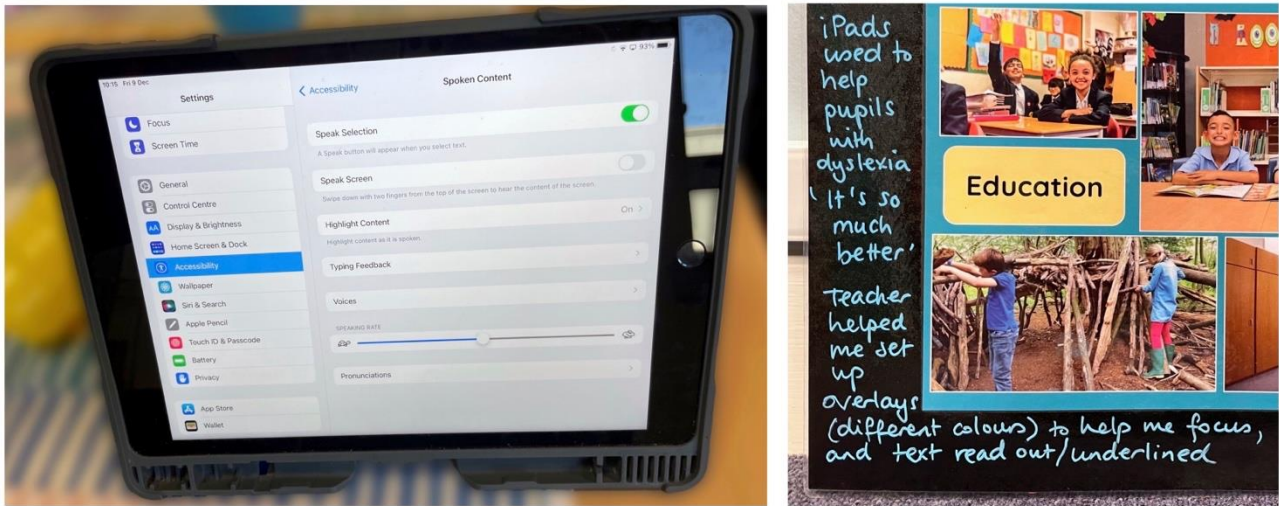 10:15 Fri 9 Dec
93%
Settings
Focus
Screen Time
General
Control Centre
AA Display & Brightness
Home Screen & Dock
Accessibility
Wallpaper
Siri & Search
Apple Pencil
Touch ID & Passcode
Battery
Privacy
App Store
Wallet
Accessibility
Spoken Content
Speak Selection
A Speak button will appear when you select text.
Speak Screen
Swipe down with two fingers from the top of the screen to hear the content of the screen.
Highlight Content On
Highlight content as it is spoken.
Typing Feedback
Voices
SPEAKING RATE
Pronunciations
iPads
used to
help
pupils
with
dyslexia
'It's so
much
better'
Teacher
helped
me set
up
overlays
(different colours) to help me focus,
and text read out/underlined
Education